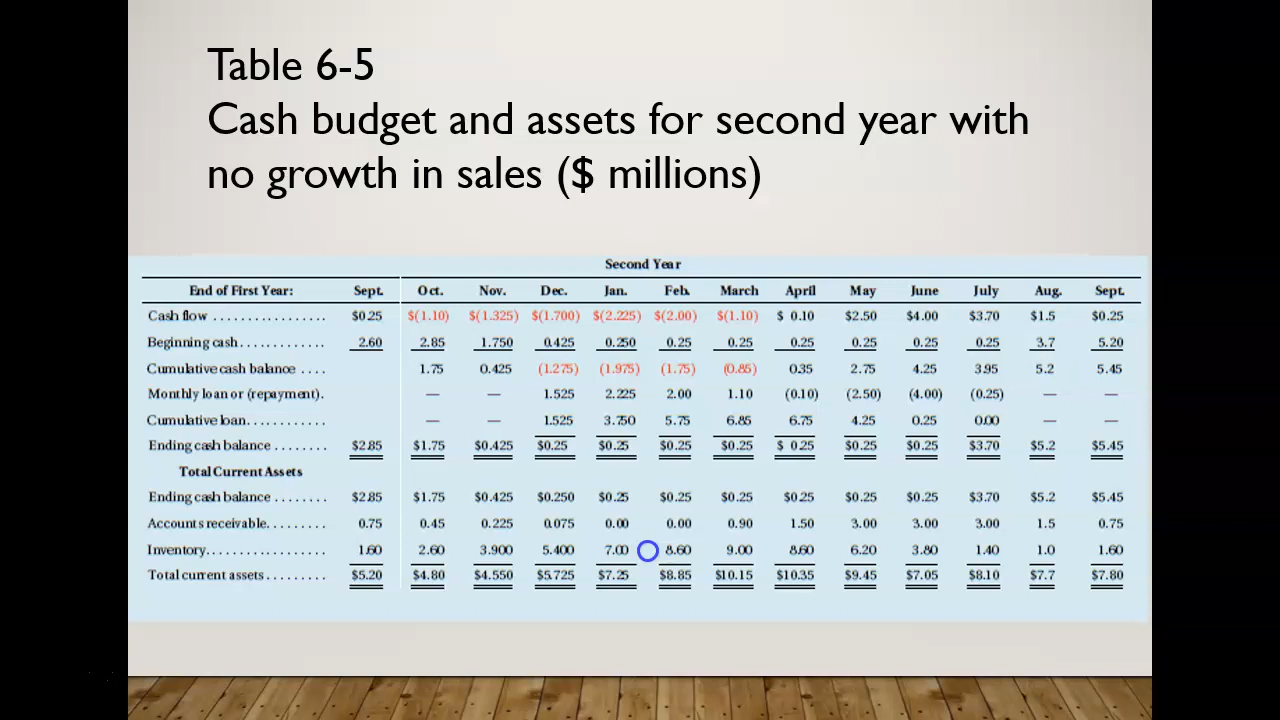 Table 6-5
Cash budget and assets for second year with
no growth in sales ($ millions)
Second Year
End of First Year: Sept. Oct. Nov. Dec. Jan. Feb. March April May June July Aug. Sept.
Cash flow . . . . . . . . . . . . . . . . . $0.25 $(1.10) $(1.325) $(1.700) $(2.225) $(2.00) $(1.10) $ 0.10 $2.50 $4.00 $3.70 $1.5 $0.25
Beginning cash . . . . . . . . . . . . . 2.60 2.85 1.750 0.425 0.250 0.25 0.25 0.25 0.25 0.25 0.25 3.7 5.20
Cumulative cash balance . . . . 1.75 0.425 (1.275) (1.975) (1.75) (0.85) 0.35 2.75 4.25 3.95 5.2 5.45
Monthly loan or (repayment). — — 1.525 2.225 2.00 1.10 (0.10) (2.50) (4.00) (0.25) — —
Cumulative loan. . . . . . . . . . . . — — 1.525 3.750 5.75 6.85 6.75 4.25 0.25 0.00 — —
Ending cash balance . . . . . . . . $2.85 $1.75 $0.425 $0.25 $0.25 $0.25 $0.25 $ 0.25 $0.25 $0.25 $3.70 $5.2 $5.45
Total Current Assets
Ending cash balance . . . . . . . . $2.85 $1.75 $0.425 $0.250 $0.25 $0.25 $0.25 $0.25 $0.25 $0.25 $3.70 $5.2 $5.45
Accounts receivable. . . . . . . . . 0.75 0.45 0.225 0.075 0.00 0.00 0.90 1.50 3.00 3.00 3.00 1.5 0.75
Inventory. . . . . . . . . . . . . . . . . . 1.60 2.60 3.900 5.400 7.00 8.60 9.00 8.60 6.20 3.80 1.40 1.0 1.60
Total current assets . . . . . . . . . $5.20 $4.80 $4.550 $5.725 $7.25 $8.85 $10.15 $10.35 $9.45 $7.05 $8.10 $7.7 $7.80